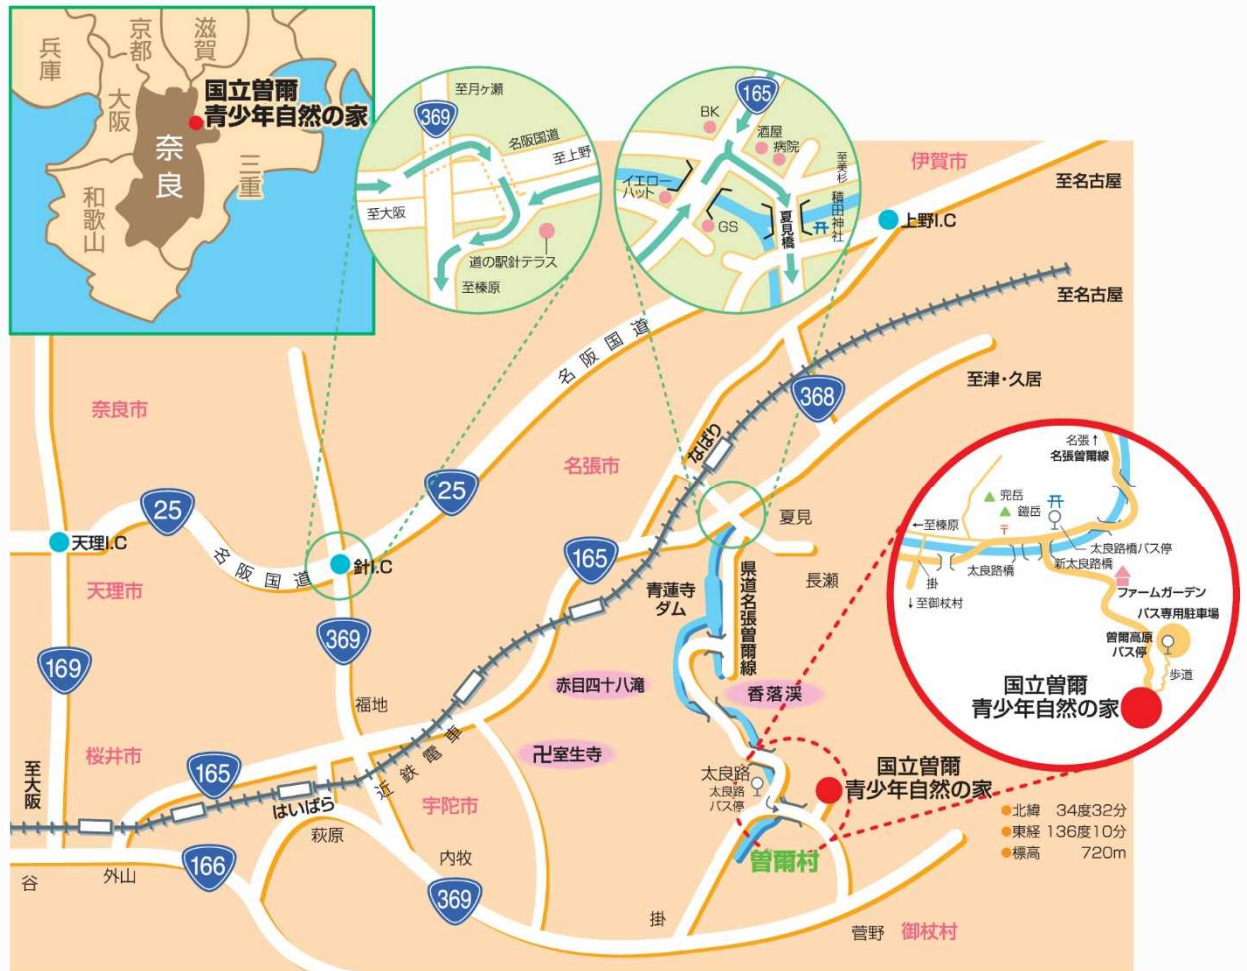 兵庫
京都
滋賀
大阪
奈良
三重
和歌山
国立曽爾
青少年自然の家
至月ヶ瀬
369
名阪国道
至上野
至大阪
道の駅針テラス
至榛原
165
BK
酒屋
病院
至美杉
イエロー
ハット
GS
夏見橋
積田神社
伊賀市
至名古屋
上野I.C
至名古屋
名阪国道
至津・久居
368
奈良市
名張市
なばり
25
25
夏見
天理I.C
名阪国道
針I.C
165
天理市
青蓮寺
ダム
県道名張曽爾線
長瀬
369
169
赤目四十八滝
香落渓
福地
桜井市
卍室生寺
近鉄電車
至大阪
165
はいばら
宇陀市
太良路
太良路
バス停
国立曽爾
青少年自然の家
北緯 34度32分
東経 136度10分
標高 720m
萩原
曽爾村
谷
外山
166
内牧
369
掛
菅野
御杖村
名張↑
名張曽爾線
兜岳
鎧岳
〒
←至榛原
太良路橋バス停
掛
太良路橋
新太良路橋
↓至御杖村
ファームガーデン
バス専用駐車場
曽爾高原
バス停
歩道
国立曽爾
青少年自然の家